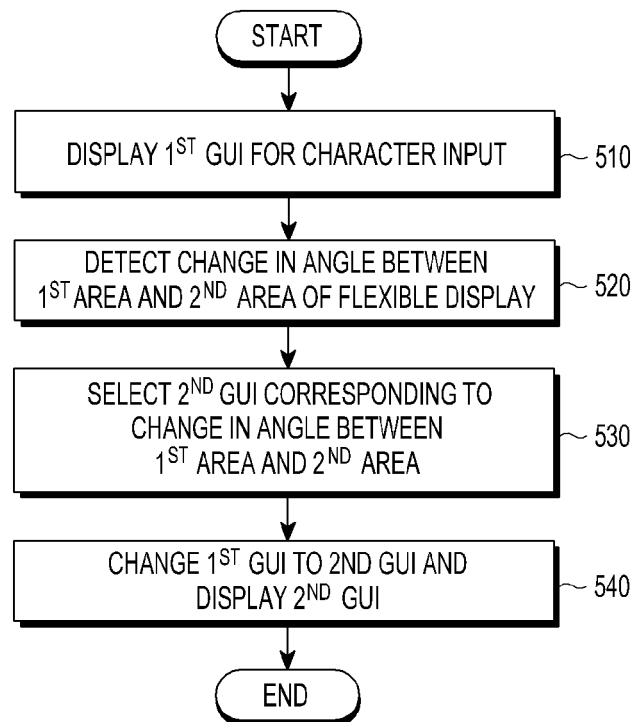 START
DISPLAY 1ST GUI FOR CHARACTER INPUT
510
DETECT CHANGE IN ANGLE BETWEEN
1ST AREA AND 2ND AREA OF FLEXIBLE DISPLAY
520
SELECT 2ND GUI CORRESPONDING TO
CHANGE IN ANGLE BETWEEN
1ST AREA AND 2ND AREA
530
CHANGE 1ST GUI TO 2ND GUI AND
DISPLAY 2ND GUI
540
END